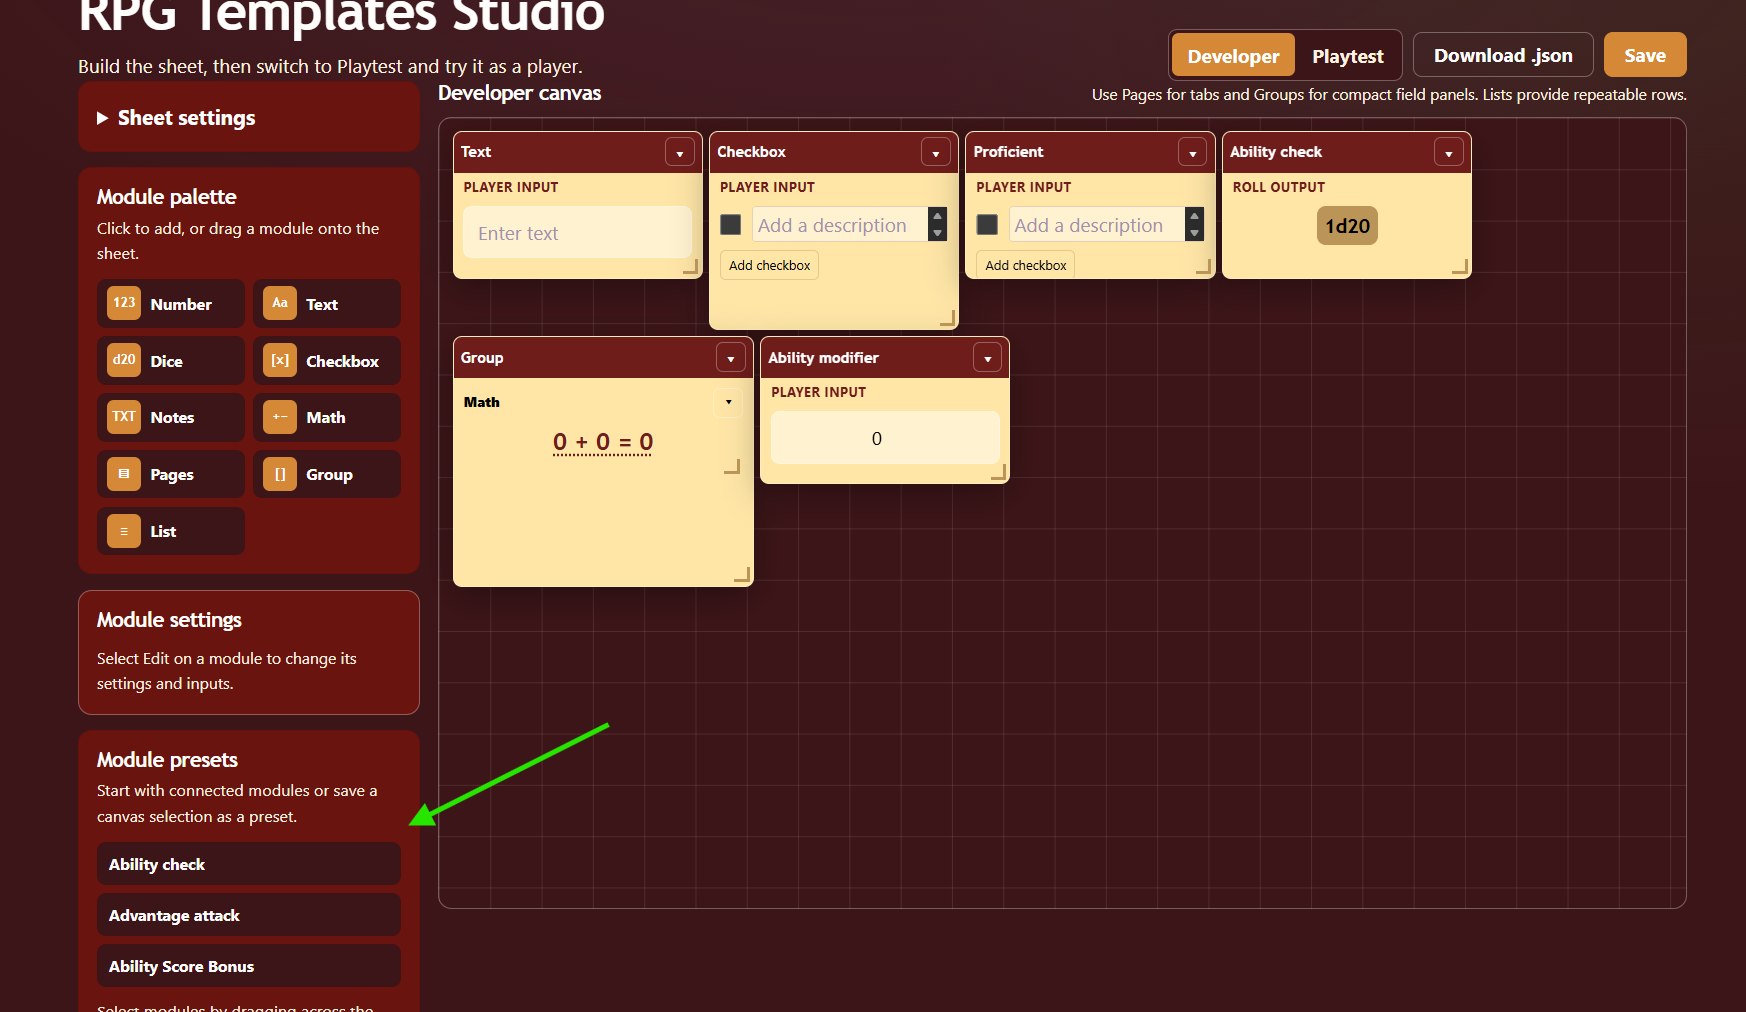 RPG Templates Studio
Build the sheet, then switch to Playtest and try it as a player.
Developer
Playtest
Download .json
Save
Sheet settings
Developer canvas
Use Pages for tabs and Groups for compact field panels. Lists provide repeatable rows.
Module palette
Click to add, or drag a module onto the
sheet.
123 Number
Aa Text
d20 Dice
[x] Checkbox
TXT Notes
+− Math
Pages
[] Group
List
Module settings
Select Edit on a module to change its
settings and inputs.
Module presets
Start with connected modules or save a
canvas selection as a preset.
Ability check
Advantage attack
Ability Score Bonus
Select modules by dragging across the
Text
PLAYER INPUT
Enter text
Checkbox
PLAYER INPUT
Add a description
Add checkbox
Proficient
PLAYER INPUT
Add a description
Add checkbox
Ability check
ROLL OUTPUT
1d20
Group
Math
0 + 0 = 0
Ability modifier
PLAYER INPUT
0